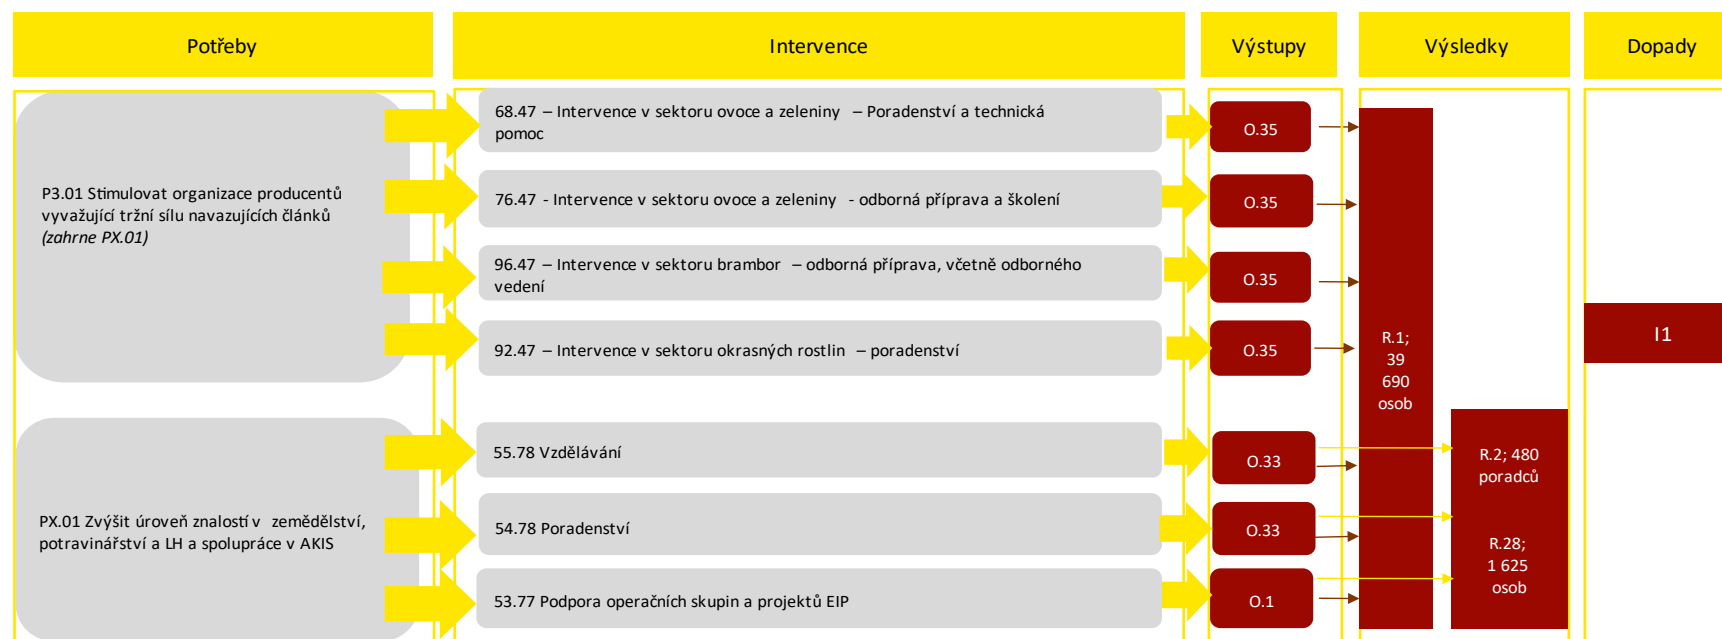 Potřeby
Intervence
Výstupy
Výsledky
Dopady
P3.01 Stimulovat organizace producentů
vyvažující tržní sílu navazujících článků
(zahrne PX.01)
68.47 – Intervence v sektoru ovoce a zeleniny – Poradenství a technická
pomoc
O.35
76.47 - Intervence v sektoru ovoce a zeleniny - odborná příprava a školení
O.35
96.47 – Intervence v sektoru brambor – odborná příprava, včetně odborného
vedení
O.35
92.47 – Intervence v sektoru okrasných rostlin – poradenství
O.35
R.1;
39
690
osob
I1
PX.01 Zvýšit úroveň znalostí v zemědělství,
potravinářství a LH a spolupráce v AKIS
55.78 Vzdělávání
O.33
54.78 Poradenství
O.33
53.77 Podpora operačních skupin a projektů EIP
O.1
R.2; 480
poradců
R.28;
1 625
osob